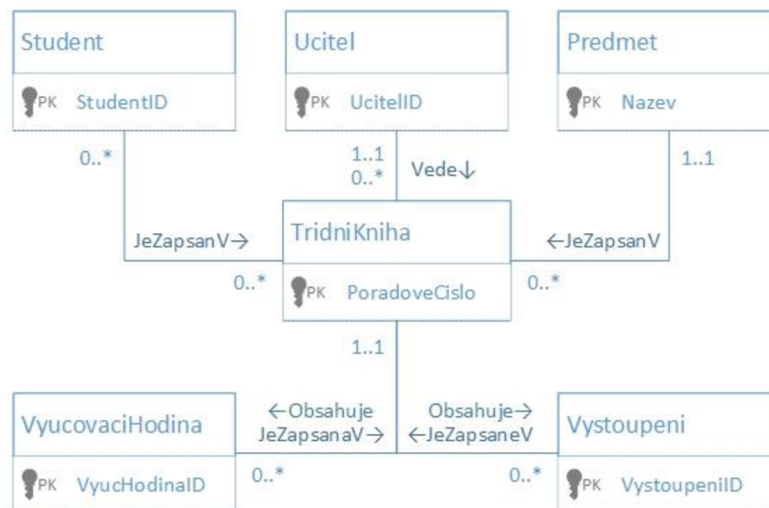 Student
PK StudentID
Ucitel
PK UcitelID
Predmet
PK Nazev
0..*
1..1
0..*
Vede↓
1..1
JeZapsanV→
0..*
TridniKniha
PK PoradoveCislo
←JeZapsanV
0..*
1..1
VyucovaciHodina
PK VyucHodinaID
←Obsahuje
JeZapsanaV→
0..*
Obsahuje→
←JeZapsaneV
0..*
Vystoupeni
PK VystoupeniID